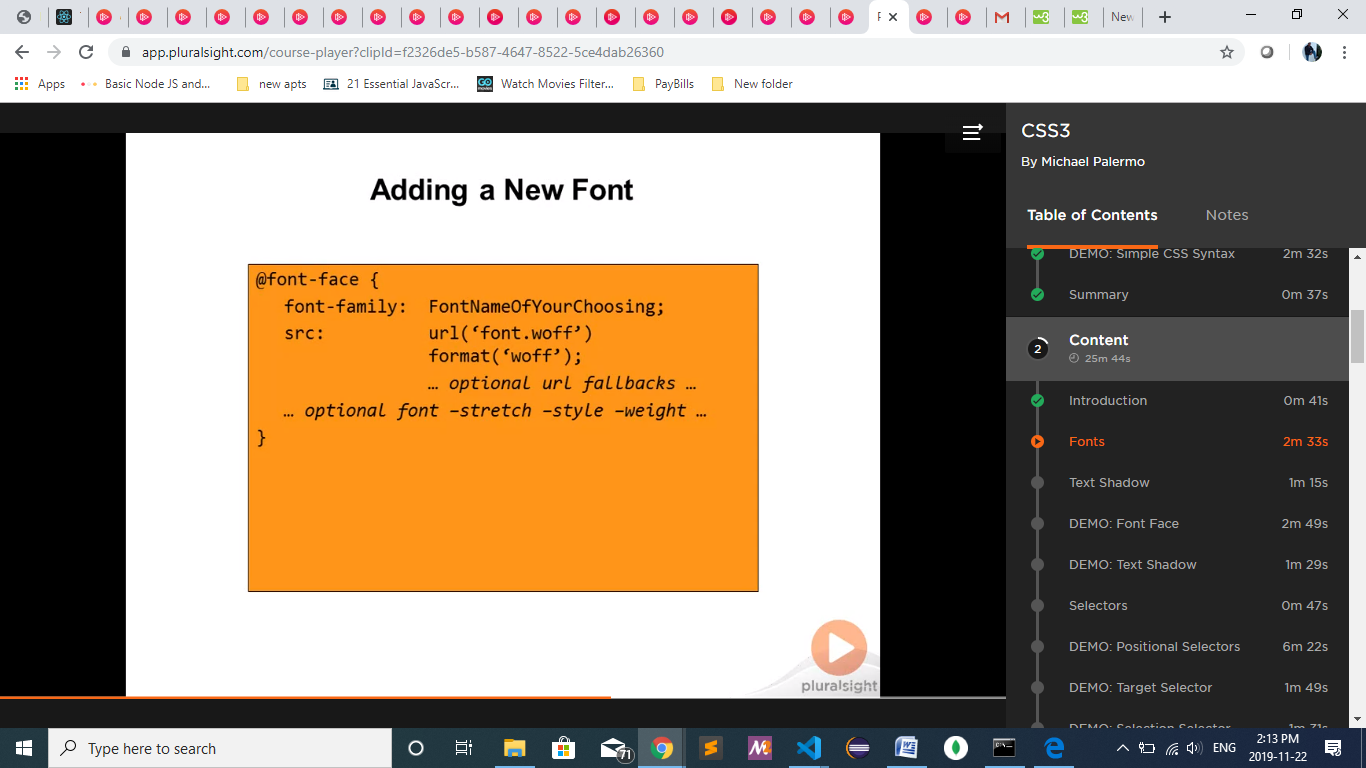 New
app.pluralsight.com/course-player?clipId=f2326de5-b587-4647-8522-5ce4dab26360
Apps
Basic Node JS and...
new apts
21 Essential JavaScr...
Watch Movies Filter...
PayBills
New folder
Adding a New Font
@font-face {
font-family: FontNameOfYourChoosing;
src: url(‘font.woff’)
format(‘woff’);
… optional url fallbacks …
… optional font –stretch –style –weight …
}
pluralsight
CSS3
By Michael Palermo
Table of Contents Notes
DEMO: Simple CSS Syntax 2m 32s
Summary 0m 37s
2 Content
25m 44s
Introduction 0m 41s
Fonts 2m 33s
Text Shadow 1m 15s
DEMO: Font Face 2m 49s
DEMO: Text Shadow 1m 29s
Selectors 0m 47s
DEMO: Positional Selectors 6m 22s
DEMO: Target Selector 1m 49s
DEMO: Selection Selector 1m 31s
Type here to search
71
ENG
2:13 PM
2019-11-22